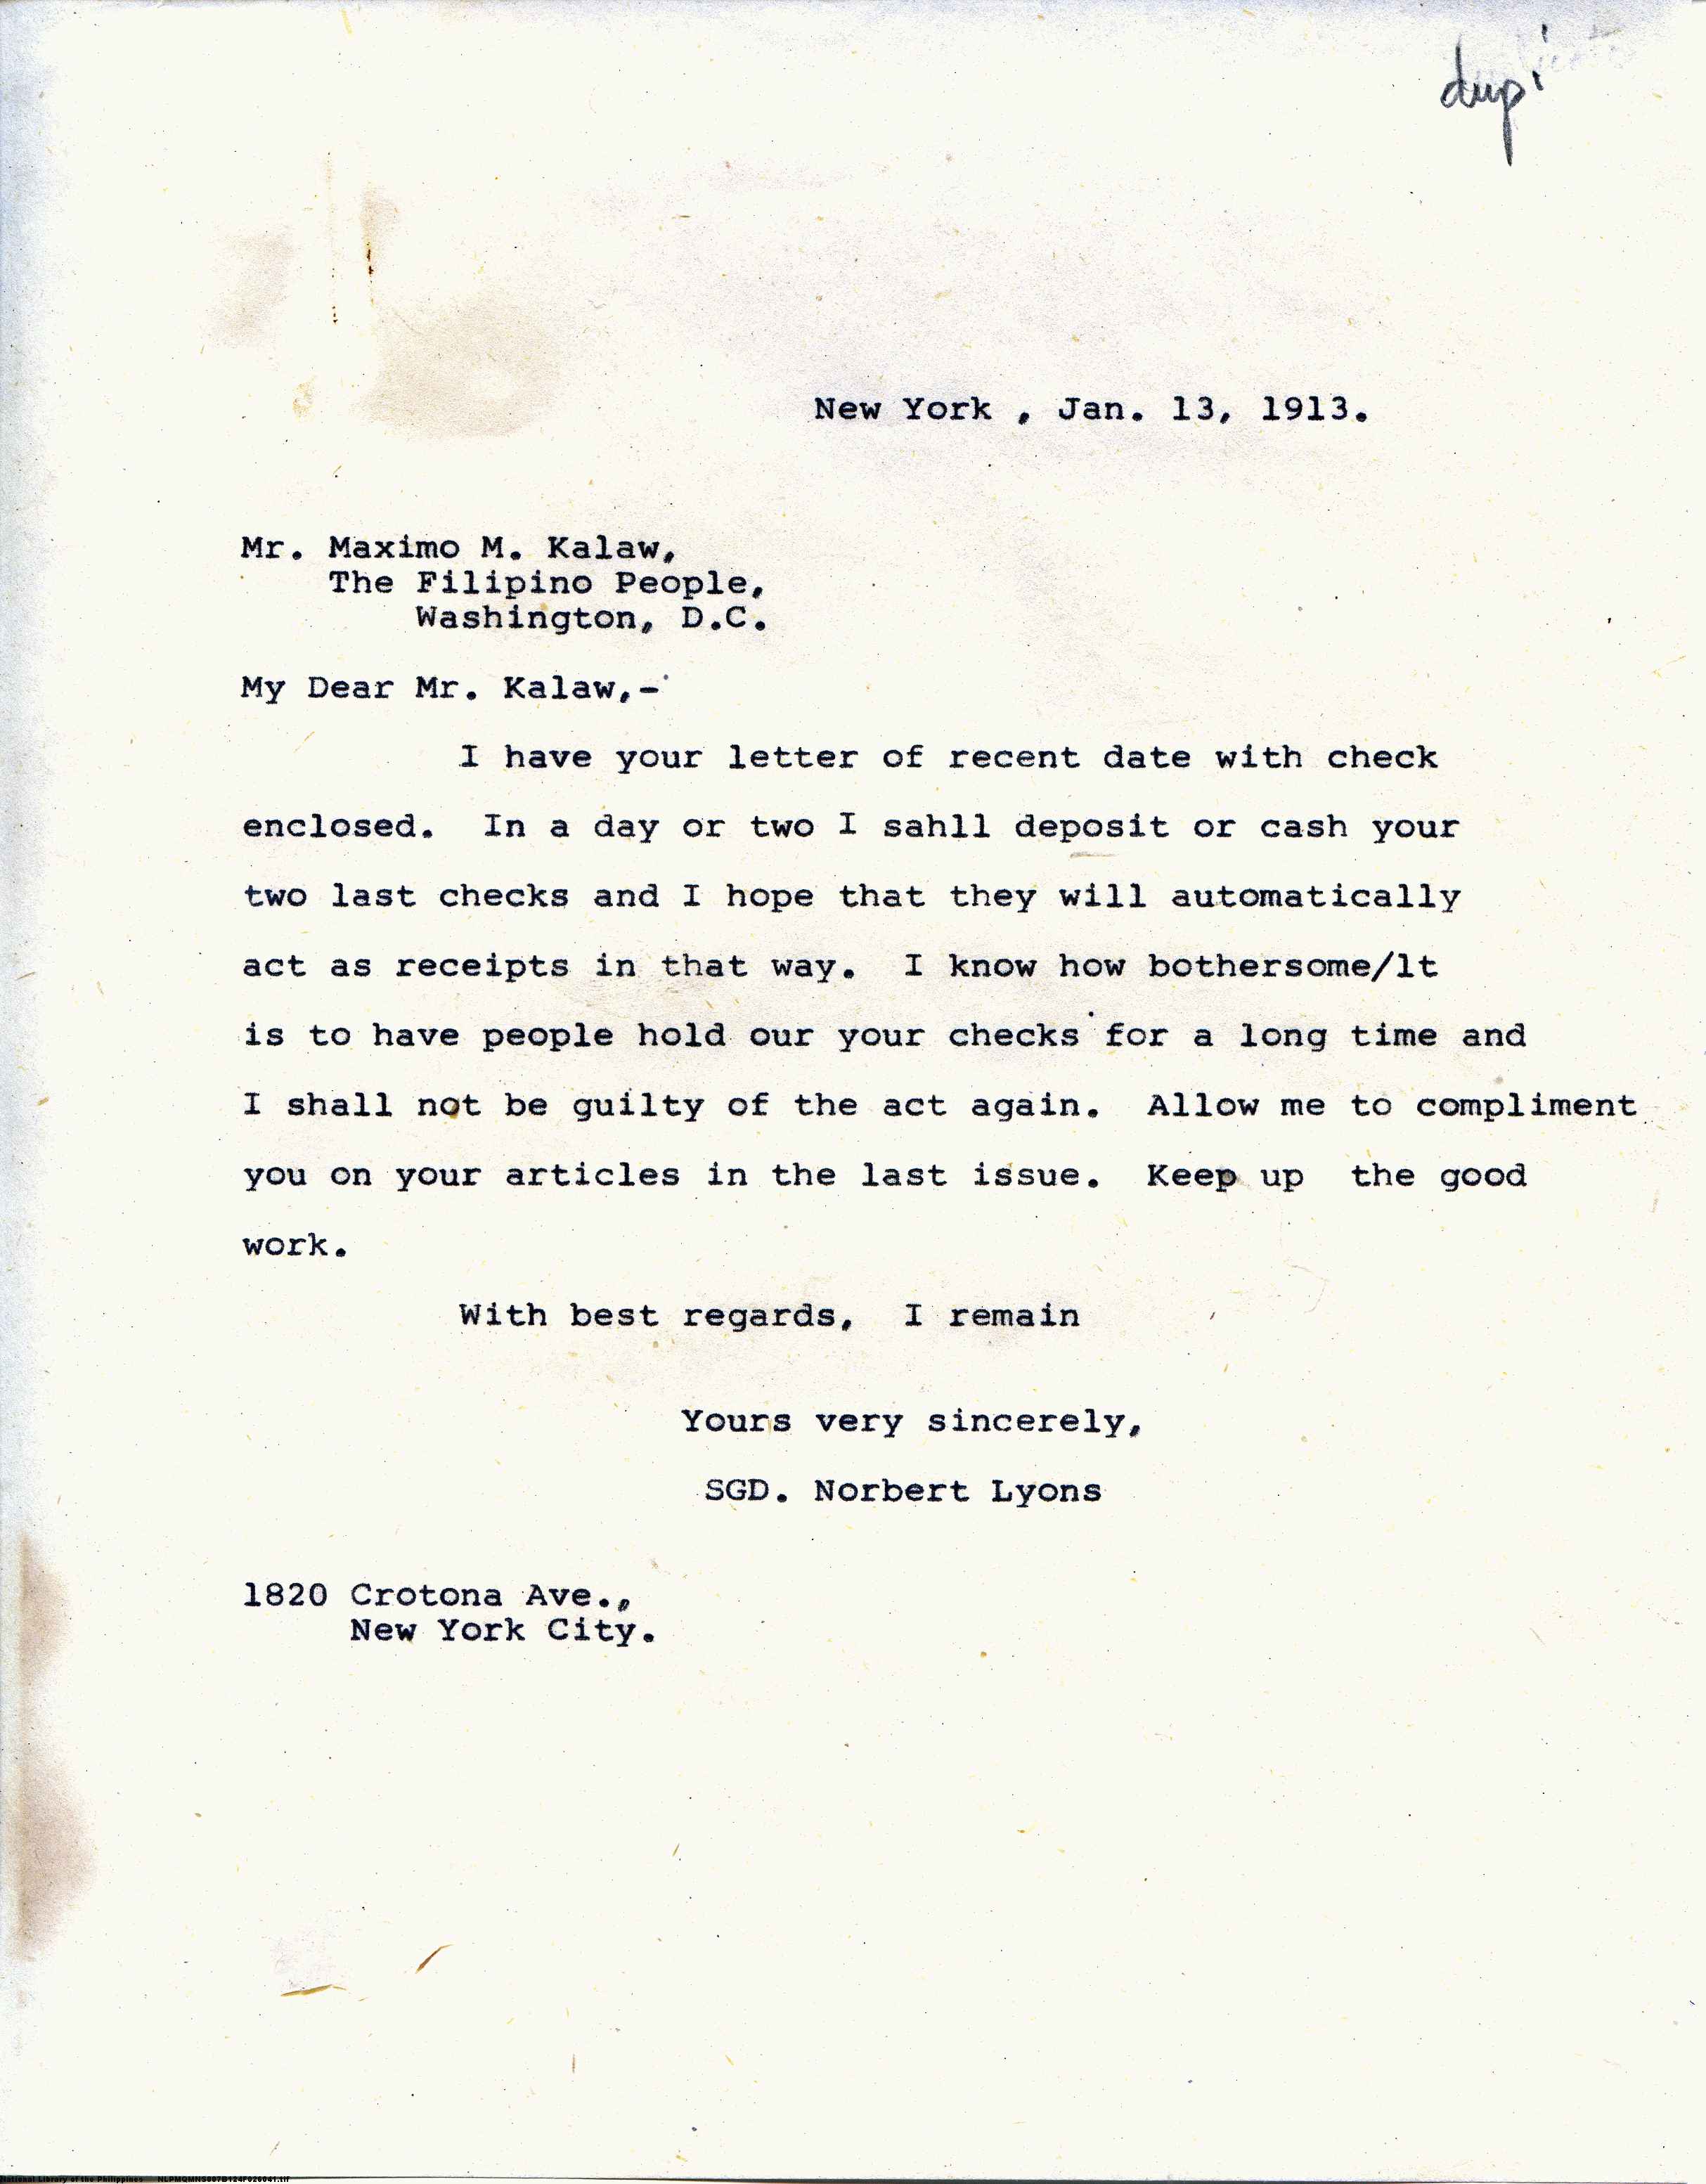 dup
New York , Jan. 13, 1913.
Mr. Maximo M. Kalaw,
The Filipino People,
Washington, D.C.
My Dear Mr. Kalaw,-
I have your letter of recent date with check
enclosed. In a day or two I sahll deposit or cash your
two last checks and I hope that they will automatically
act as receipts in that way. I know how bothersome/lt
is to have people hold our your checks for a long time and
I shall not be guilty of the act again. Allow me to compliment
you on your articles in the last issue. Keep up the good
work.
With best regards, I remain
Yours very sincerely,
SGD. Norbert Lyons
1820 Crotona Ave.,
New York City.
National Library of the Philippines